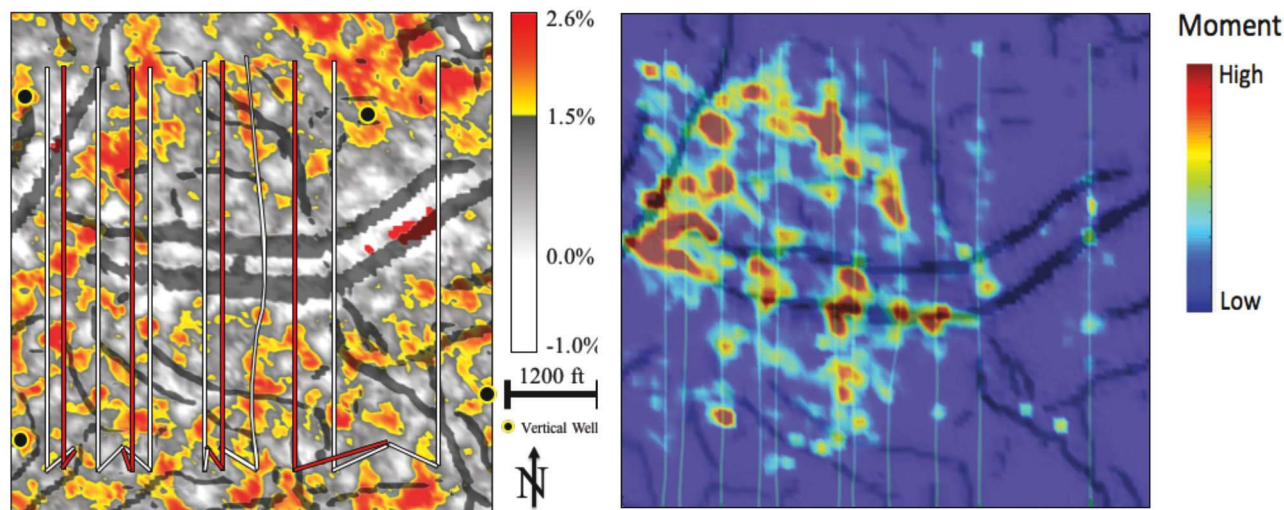 2.6%
1.5%
0.0%
-1.0%
1200 ft
Vertical Well
N
Moment
High
Low